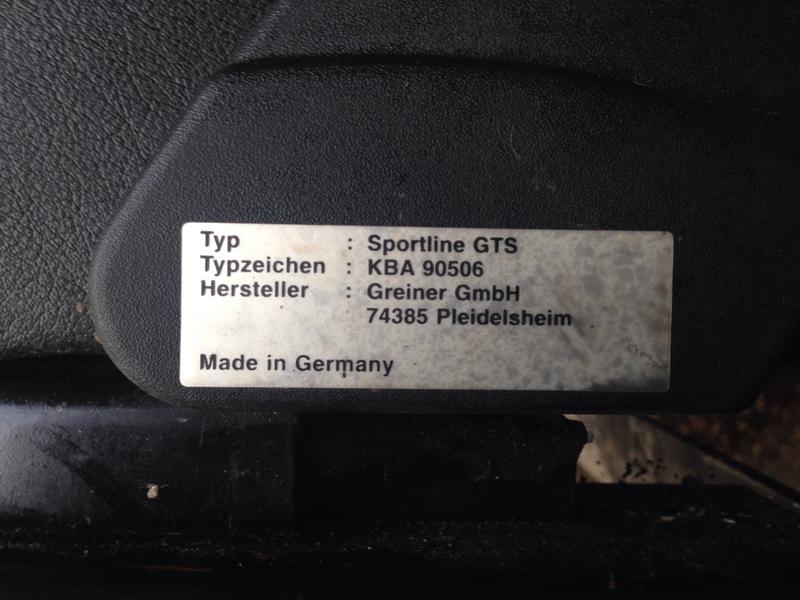 Typ : Sportline GTS
Typzeichen : KBA 90506
Hersteller : Greiner GmbH
74385 Pleidelsheim
Made in Germany